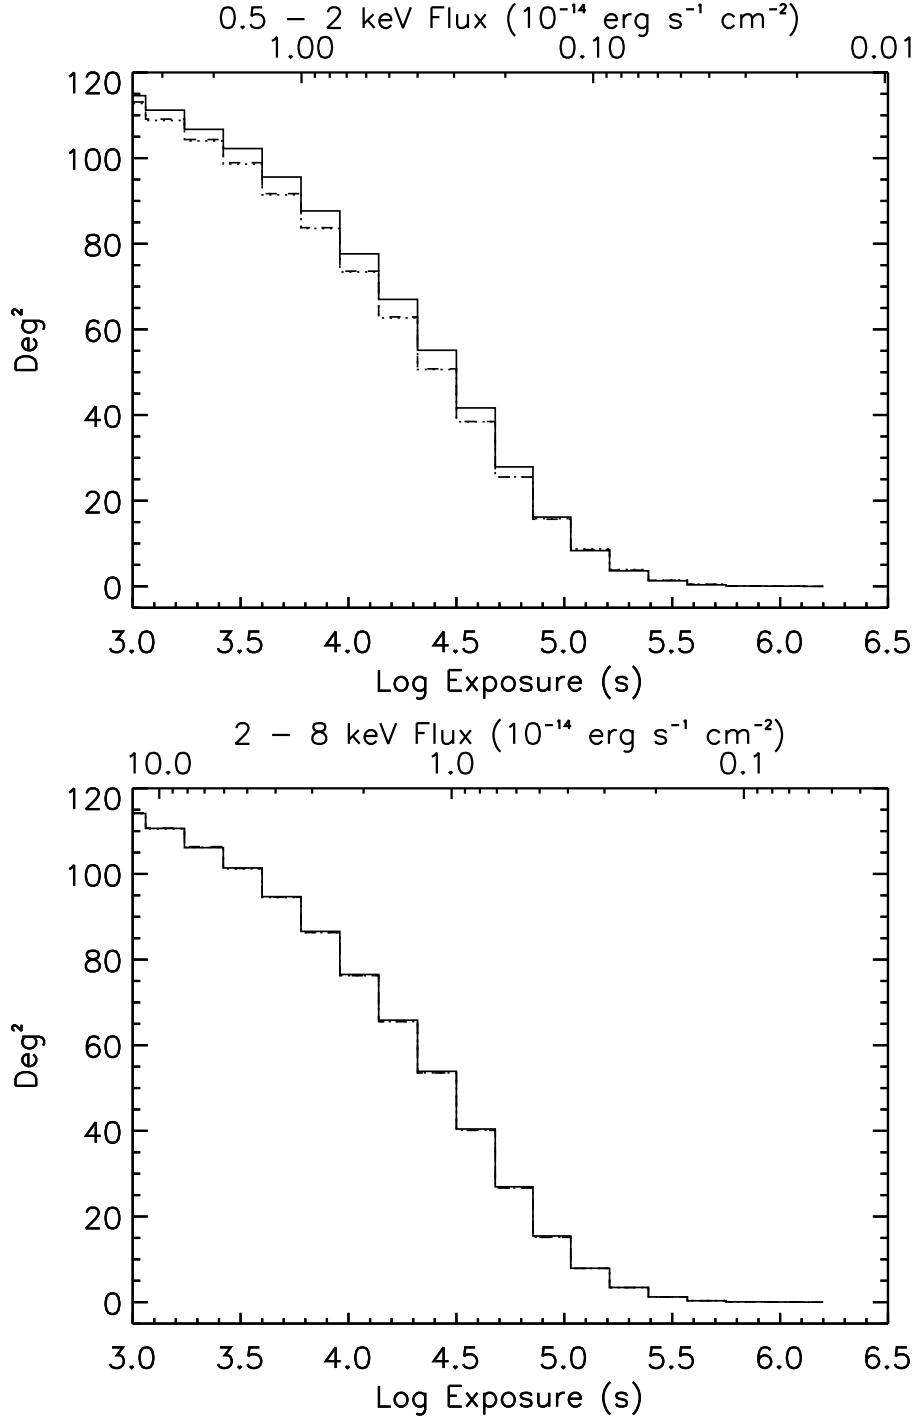 0.5 – 2 keV Flux (10⁻¹⁴ erg s⁻¹ cm⁻²)
1.00 0.10 0.01
120
100
80
60
40
20
0
Deg²
3.0 3.5 4.0 4.5 5.0 5.5 6.0 6.5
Log Exposure (s)
2 – 8 keV Flux (10⁻¹⁴ erg s⁻¹ cm⁻²)
10.0 1.0 0.1
120
100
80
60
40
20
0
Deg²
3.0 3.5 4.0 4.5 5.0 5.5 6.0 6.5
Log Exposure (s)